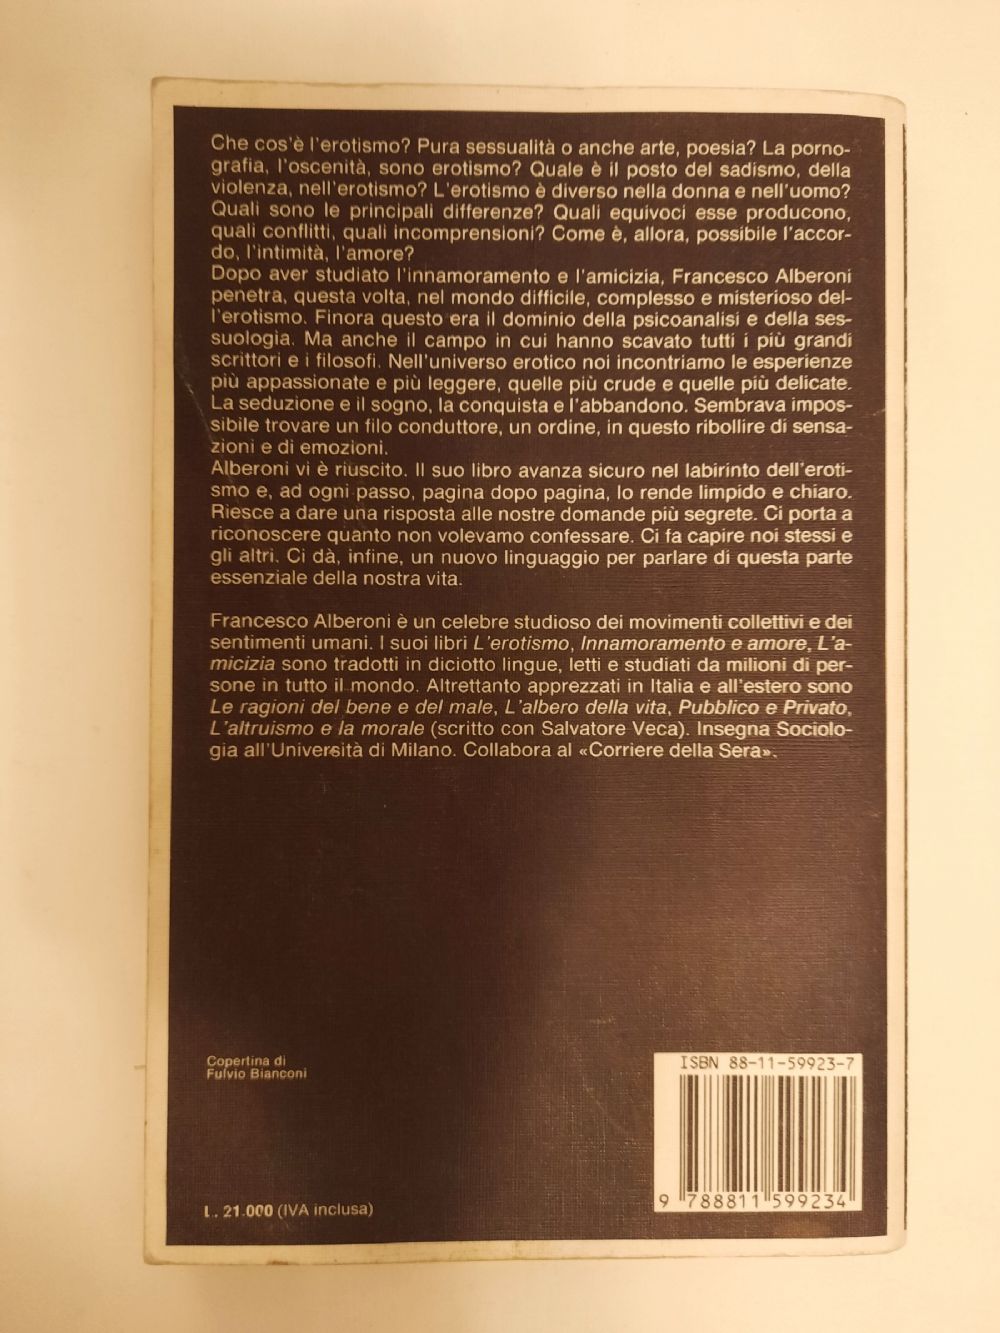 Che cos'è l'erotismo? Pura sessualità o anche arte, poesia? La porno-
grafia, l'oscenità, sono erotismo? Quale è il posto del sadismo, della
violenza, nell'erotismo? L'erotismo è diverso nella donna e nell'uomo?
Quali sono le principali differenze? Quali equivoci esse producono,
quali conflitti, quali incomprensioni? Come è, allora, possibile l'accor-
do, l'intimità, l'amore?
Dopo aver studiato l'innamoramento e l'amicizia, Francesco Alberoni
penetra, questa volta, nel mondo difficile, complesso e misterioso del-
l'erotismo. Finora questo era il dominio della psicoanalisi e della ses-
suologia. Ma anche il campo in cui hanno scavato tutti i più grandi
scrittori e i filosofi. Nell'universo erotico noi incontriamo le esperienze
più appassionate e più leggere, quelle più crude e quelle più delicate.
La seduzione e il sogno, la conquista e l'abbandono. Sembrava impos-
sibile trovare un filo conduttore, un ordine, in questo ribollire di sensa-
zioni e di emozioni.
Alberoni vi è riuscito. Il suo libro avanza sicuro nel labirinto dell'eroti-
smo e, ad ogni passo, pagina dopo pagina, lo rende limpido e chiaro.
Riesce a dare una risposta alle nostre domande più segrete. Ci porta a
riconoscere quanto non volevamo confessare. Ci fa capire noi stessi e
gli altri. Ci dà, infine, un nuovo linguaggio per parlare di questa parte
essenziale della nostra vita.
Francesco Alberoni è un celebre studioso dei movimenti collettivi e dei
sentimenti umani. I suoi libri L'erotismo, Innamoramento e amore, L'a-
micizia sono tradotti in diciotto lingue, letti e studiati da milioni di per-
sone in tutto il mondo. Altrettanto apprezzati in Italia e all'estero sono
Le ragioni del bene e del male, L'albero della vita, Pubblico e Privato,
L'altruismo e la morale (scritto con Salvatore Veca). Insegna Sociolo-
gia all'Università di Milano. Collabora al «Corriere della Sera».
Copertina di
Fulvio Bianconi
ISBN 88-11-59923-7
9 788811 599234
L. 21.000 (IVA inclusa)